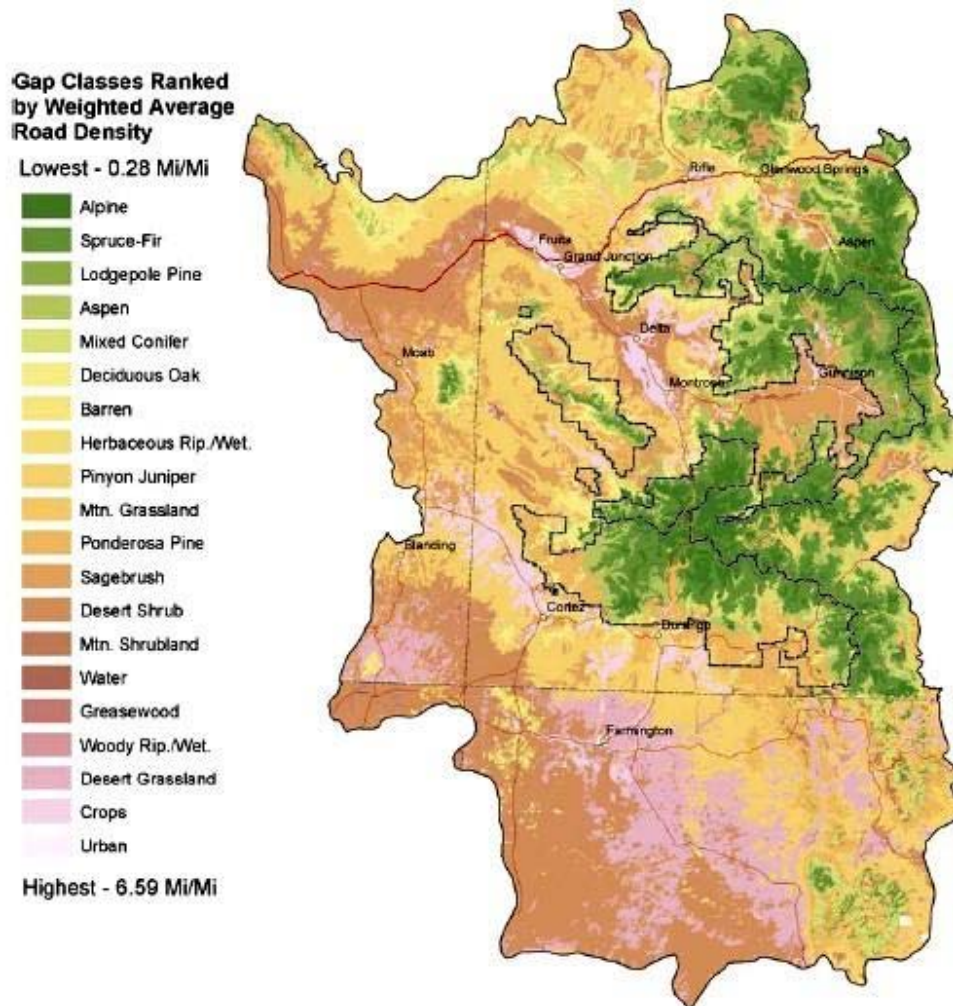 Gap Classes Ranked
by Weighted Average
Road Density
Lowest - 0.28 Mi/Mi
Alpine
Spruce-Fir
Lodgepole Pine
Aspen
Mixed Conifer
Deciduous Oak
Barren
Herbaceous Rip./Wet.
Pinyon Juniper
Mtn. Grassland
Ponderosa Pine
Sagebrush
Desert Shrub
Mtn. Shrubland
Water
Greasewood
Woody Rip./Wet.
Desert Grassland
Crops
Urban
Highest - 6.59 Mi/Mi
Rifle
Glenwood Springs
Fruita
Aspen
Grand Junction
Delta
Moab
Montrose
Gunnison
Blanding
Cortez
Durango
Farmington